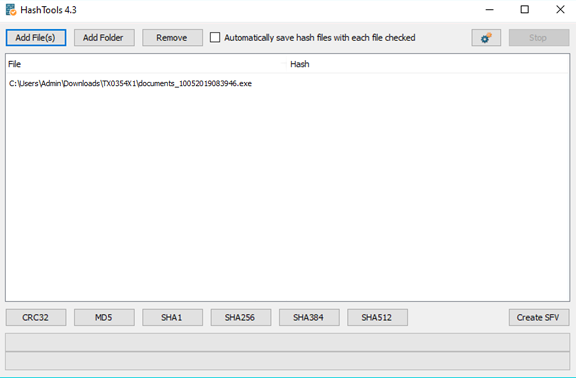 HashTools 4.3
Add File(s) Add Folder Remove Automatically save hash files with each file checked Stop
File Hash
C:\Users\Admin\Downloads\TX0354X1\documents_10052019083946.exe
CRC32 MD5 SHA1 SHA256 SHA384 SHA512 Create SFV